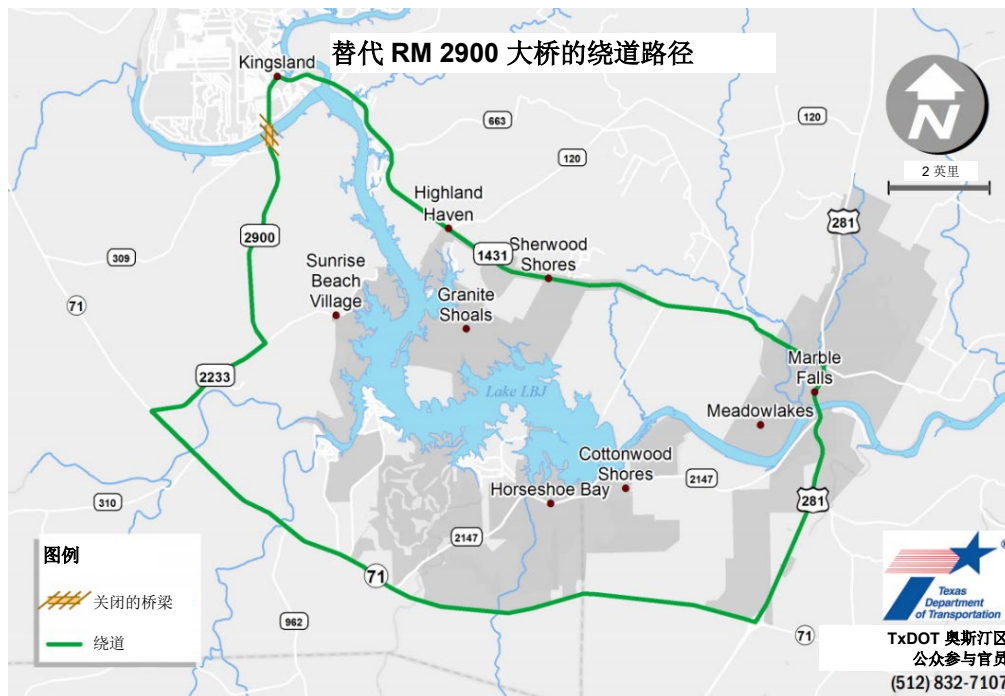 替代 RM 2900 大桥的绕道路径
Kingsland
663
120
120
2 英里
N
Highland
Haven
281
2900
1431
Sherwood
Shores
309
Sunrise
Beach
Village
71
Granite
Shoals
2233
Marble
Falls
Lake LBJ
Meadowlakes
Cottonwood
Shores
2147
310
Horseshoe Bay
281
2147
71
962
71
图例
关闭的桥梁
绕道
®
Texas
Department
of Transportation
TxDOT 奥斯汀区
公众参与官员
(512) 832-7107